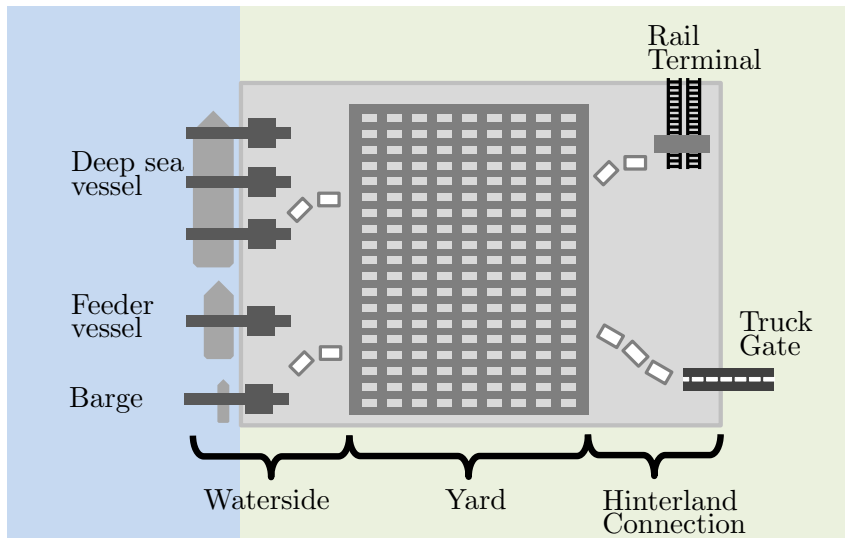 Rail
Terminal
Deep sea
vessel
Feeder
vessel
Truck
Gate
Barge
Waterside
Yard
Hinterland
Connection